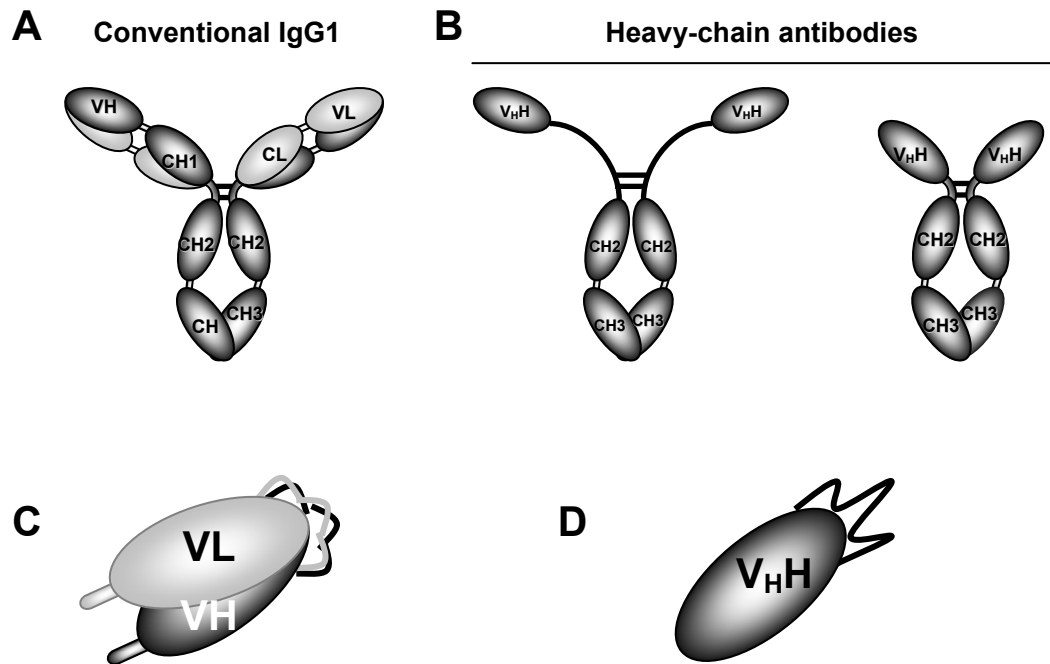 A
Conventional IgG1
B
Heavy-chain antibodies
VH
VL
CH1
CL
CH2
CH2
CH
CH3
VHH
VHH
CH2
CH2
CH3
CH3
VHH
VHH
CH2
CH2
CH3
CH3
C
VL
VH
D
VHH